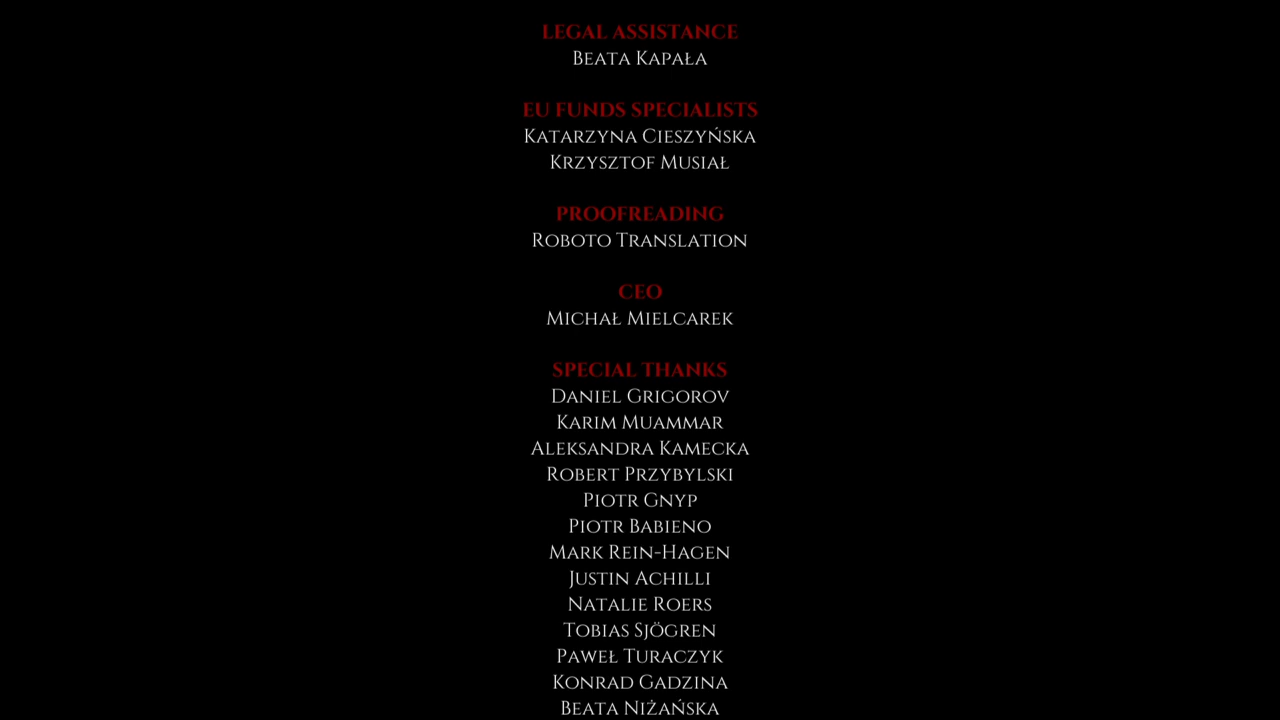 LEGAL ASSISTANCE
BEATA KAPAŁA
EU FUNDS SPECIALISTS
KATARZYNA CIESZYŃSKA
KRZYSZTOF MUSIAŁ
PROOFREADING
ROBOTO TRANSLATION
CEO
MICHAŁ MIELCAREK
SPECIAL THANKS
DANIEL GRIGOROV
KARIM MUAMMAR
ALEKSANDRA KAMECKA
ROBERT PRZYBYLSKI
PIOTR GNYP
PIOTR BABIENO
MARK REIN-HAGEN
JUSTIN ACHILLI
NATALIE ROERS
TOBIAS SJÖGREN
PAWEŁ TURACZYK
KONRAD GADZINA
BEATA NIŻAŃSKA